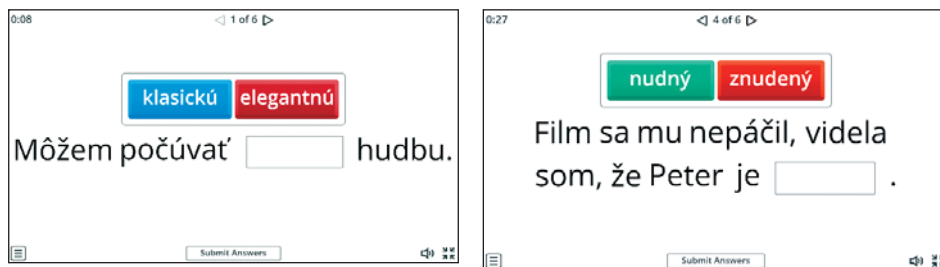 0:08
1 of 6
klasickú elegantnú
Môžem počúvať hudbu.
Submit Answers
0:27
4 of 6
nudný znudený
Film sa mu nepáčil, videla
som, že Peter je .
Submit Answers